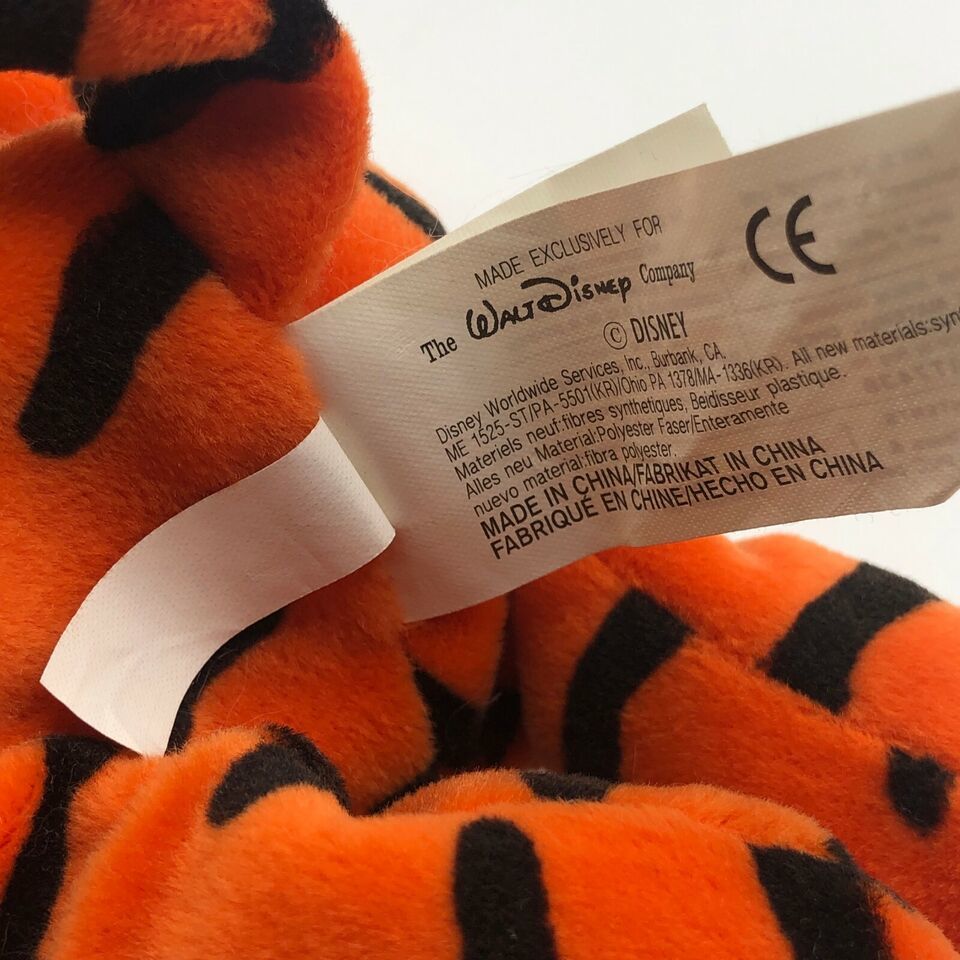 MADE EXCLUSIVELY FOR
The WALT DISNEY Company
CE
© DISNEY
Disney Worldwide Services, Inc., Burbank, CA.
ME 1525-ST/PA-5501(KR)/Ohio PA 1378/MA-1336(KR). All new materials:syn
Materiels neuf:fibres synthetiques, Beidisseur plastique.
Alles neu Material:Polyester Faser/Enteramente
nuevo material:fibra polyester.
MADE IN CHINA/FABRIKAT IN CHINA
FABRIQUÉ EN CHINE/HECHO EN CHINA